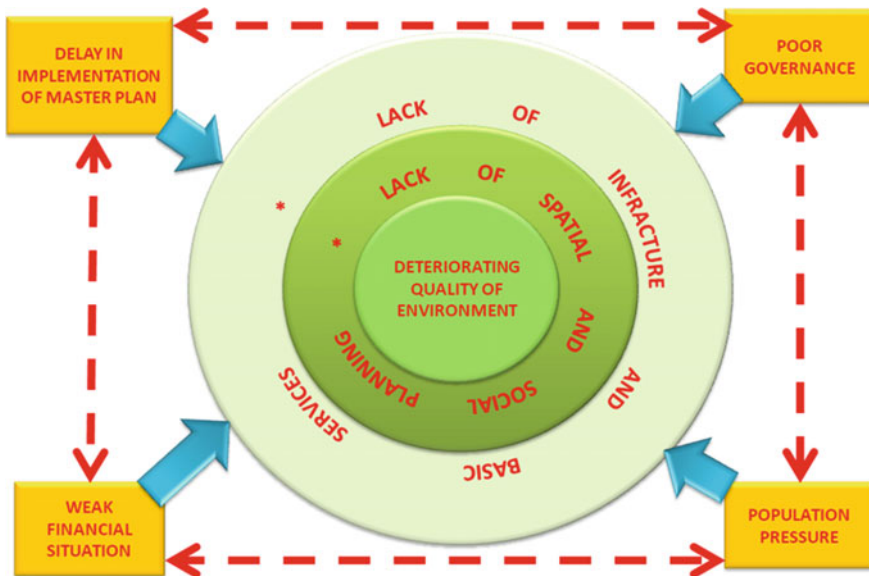 DELAY IN
IMPLEMENTATION
OF MASTER PLAN
POOR
GOVERNANCE
* LACK OF INFRACTURE AND BASIC SERVICES
* LACK OF SPATIAL AND SOCIAL PLANNING
DETERIORATING
QUALITY OF
ENVIRONMENT
WEAK
FINANCIAL
SITUATION
POPULATION
PRESSURE